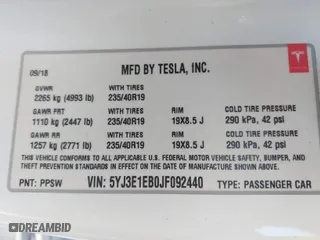 09/18 MFD BY TESLA, INC.
GVWR WITH TIRES
2265 kg (4993 lb) 235/40R19
GAWR FRT WITH TIRES RIM COLD TIRE PRESSURE
1110 kg (2447 lb) 235/40R19 19X8.5 J 290 kPa, 42 psi
GAWR RR WITH TIRES RIM COLD TIRE PRESSURE
1257 kg (2771 lb) 235/40R19 19X8.5 J 290 kPa, 42 psi
THIS VEHICLE CONFORMS TO ALL APPLICABLE U.S. FEDERAL MOTOR VEHICLE SAFETY, BUMPER, AND
THEFT PREVENTION STANDARDS IN EFFECT ON THE DATE OF MANUFACTURE SHOWN ABOVE.
PNT: PPSW VIN: 5YJ3E1EB0JF092440 TYPE: PASSENGER CAR
DREAMBID